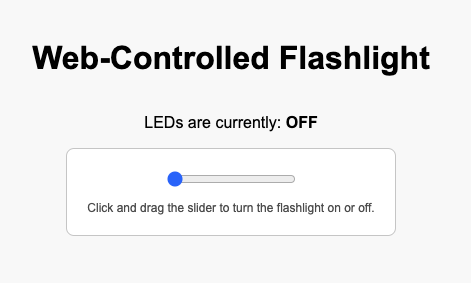 Web-Controlled Flashlight
LEDs are currently: OFF
Click and drag the slider to turn the flashlight on or off.